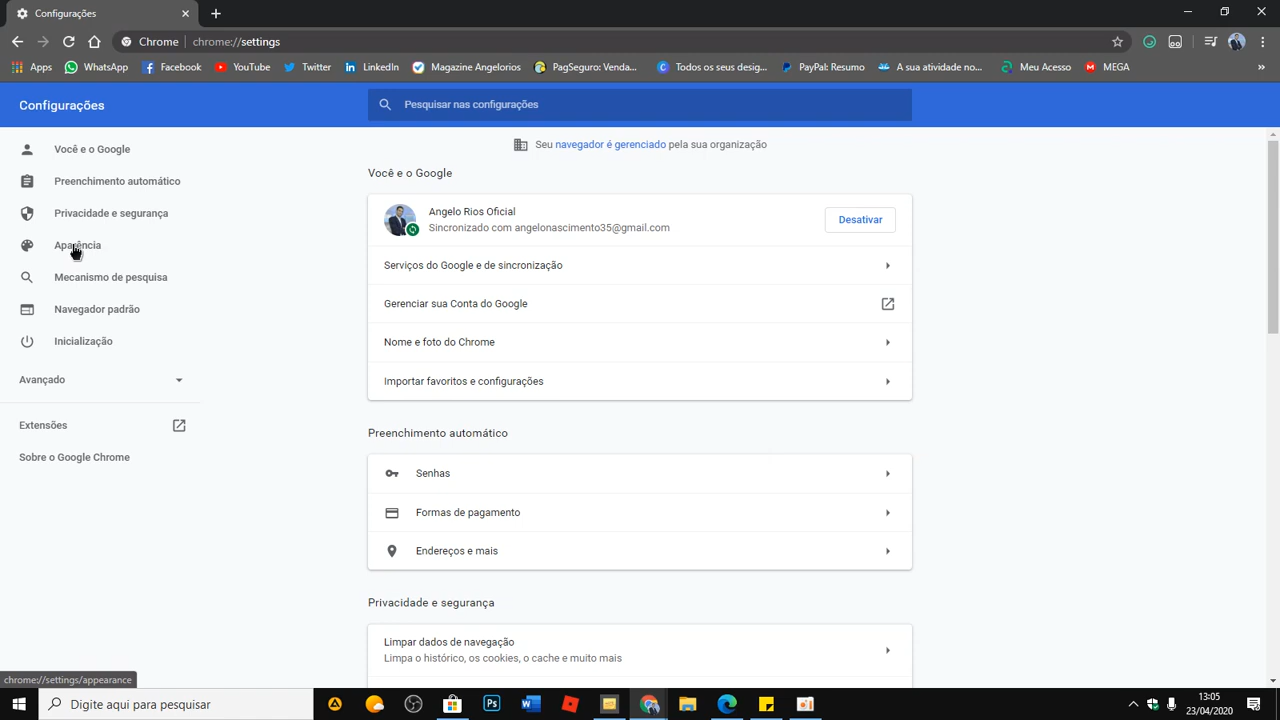 Configurações
Chrome
chrome://settings
Apps
WhatsApp
Facebook
YouTube
Twitter
LinkedIn
Magazine Angelorios
PagSeguro: Venda...
Todos os seus desig...
PayPal: Resumo
A sua atividade no...
Meu Acesso
MEGA
»
Configurações
Pesquisar nas configurações
Você e o Google
Preenchimento automático
Privacidade e segurança
Aparência
Mecanismo de pesquisa
Navegador padrão
Inicialização
Avançado
Extensões
Sobre o Google Chrome
Seu navegador é gerenciado pela sua organização
Você e o Google
Angelo Rios Oficial
Sincronizado com angelonascimento35@gmail.com
Desativar
Serviços do Google e de sincronização
Gerenciar sua Conta do Google
Nome e foto do Chrome
Importar favoritos e configurações
Preenchimento automático
Senhas
Formas de pagamento
Endereços e mais
Privacidade e segurança
Limpar dados de navegação
Limpa o histórico, os cookies, o cache e muito mais
chrome://settings/appearance
Digite aqui para pesquisar
Ps
13:05
23/04/2020